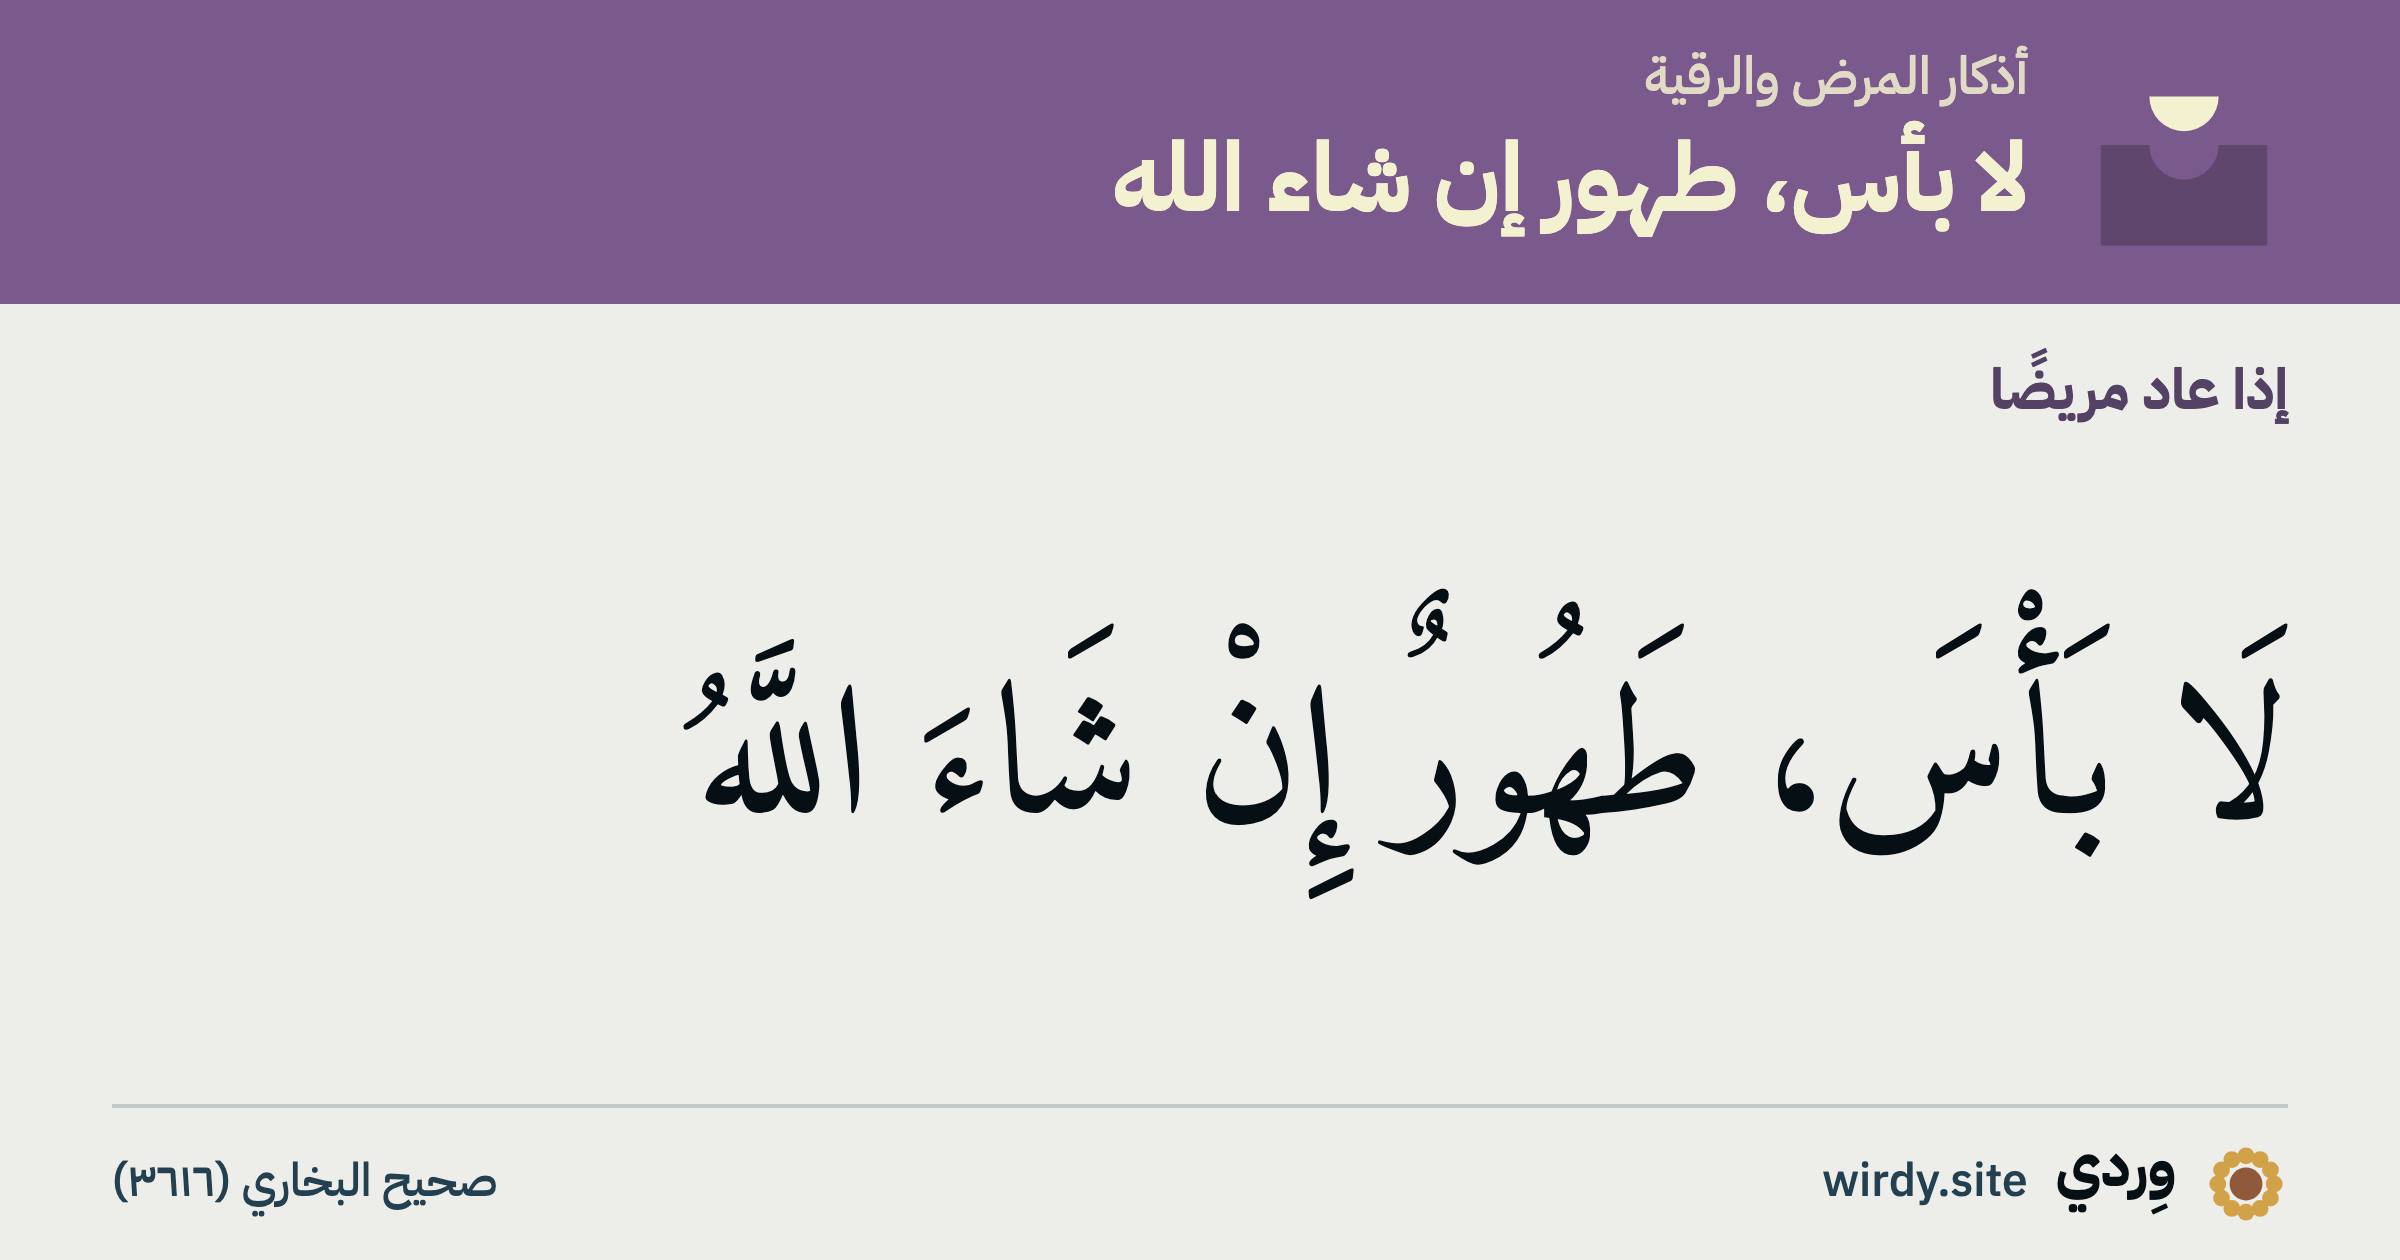 أذكار المرض والرقية
لا بأس، طهور إن شاء الله
إذا عاد مريضًا
لَا بَأْسَ، طَهُورٌ إِنْ شَاءَ اللَّهُ
وِردي wirdy.site
صحيح البخاري (٣٦١٦)